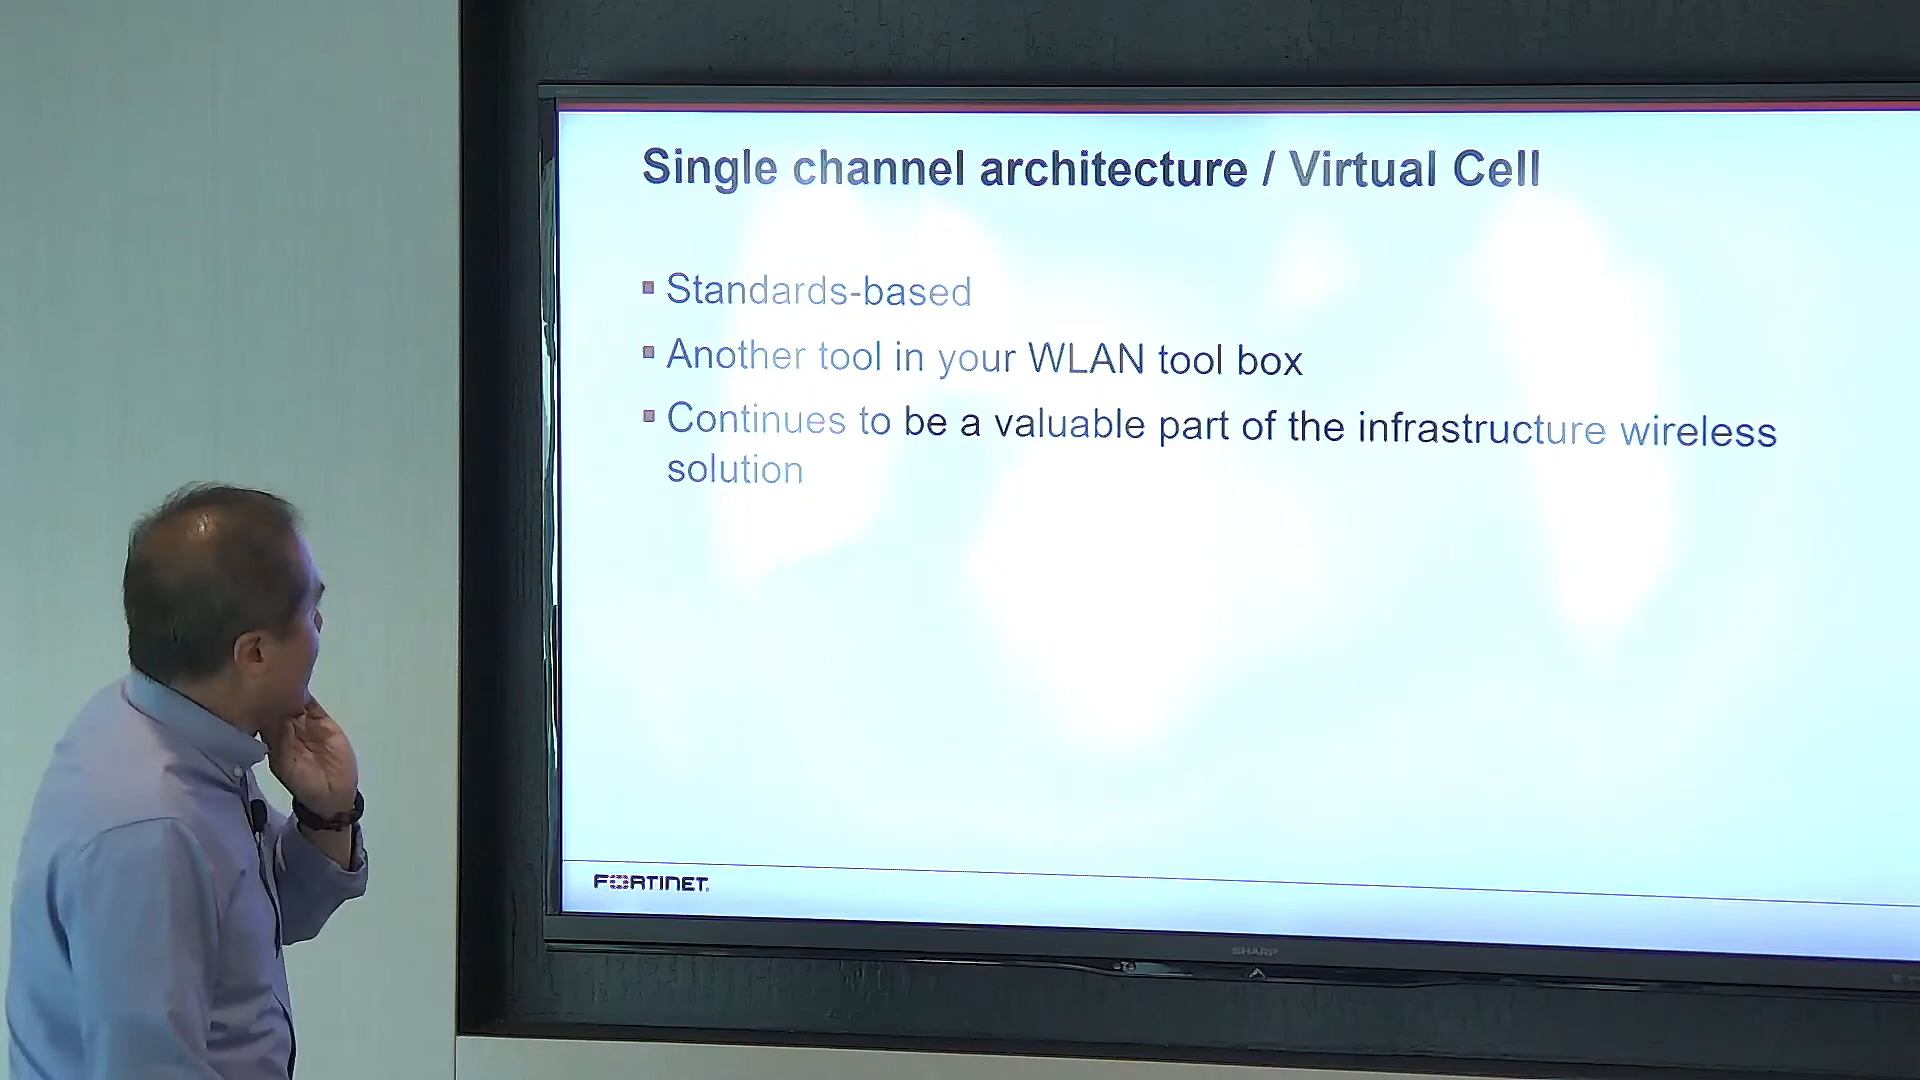 Single channel architecture / Virtual Cell
Standards-based
Another tool in your WLAN tool box
Continues to be a valuable part of the infrastructure wireless
solution
FORTINET
SHARP